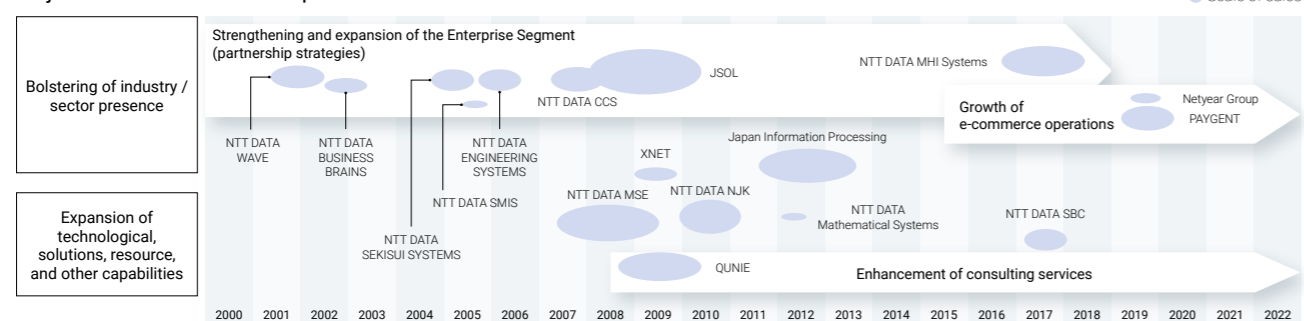 Bolstering of industry /
sector presence
Strengthening and expansion of the Enterprise Segment
(partnership strategies)
NTT DATA
WAVE
NTT DATA
BUSINESS
BRAINS
NTT DATA
SEKISUI SYSTEMS
NTT DATA SMIS
NTT DATA
ENGINEERING
SYSTEMS
NTT DATA CCS
JSOL
NTT DATA MHI Systems
Growth of
e-commerce operations
Netyear Group
PAYGENT
Expansion of
technological,
solutions, resource,
and other capabilities
XNET
Japan Information Processing
NTT DATA MSE
NTT DATA NJK
NTT DATA
Mathematical Systems
NTT DATA SBC
QUNIE
Enhancement of consulting services
2000 2001 2002 2003 2004 2005 2006 2007 2008 2009 2010 2011 2012 2013 2014 2015 2016 2017 2018 2019 2020 2021 2022